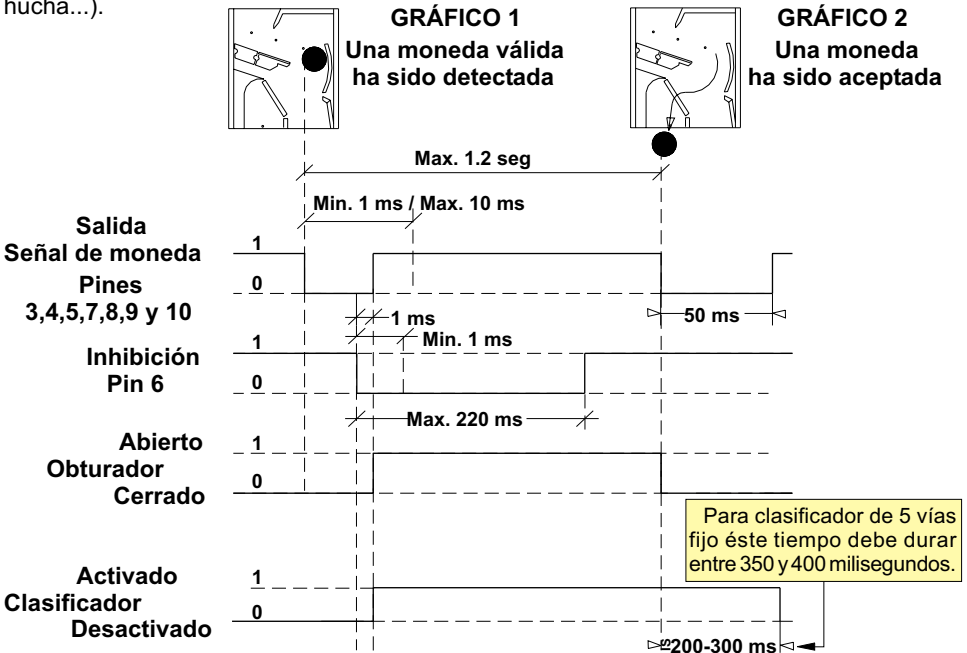 hucha...).
GRÁFICO 1
Una moneda válida
ha sido detectada
GRÁFICO 2
Una moneda
ha sido aceptada
Max. 1.2 seg
Min. 1 ms / Max. 10 ms
Salida
Señal de moneda
Pines
3,4,5,7,8,9 y 10
1
0
1 ms
50 ms
Min. 1 ms
Inhibición
Pin 6
1
0
Max. 220 ms
Abierto
Obturador
Cerrado
1
0
Para clasificador de 5 vías
fijo éste tiempo debe durar
entre 350 y 400 milisegundos.
Activado
Clasificador
Desactivado
1
0
200-300 ms